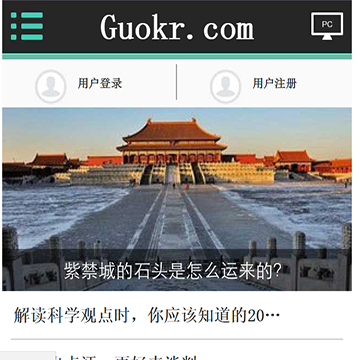 Guokr.com
PC
用户登录
用户注册
紫禁城的石头是怎么运来的?
解读科学观点时，你应该知道的20…